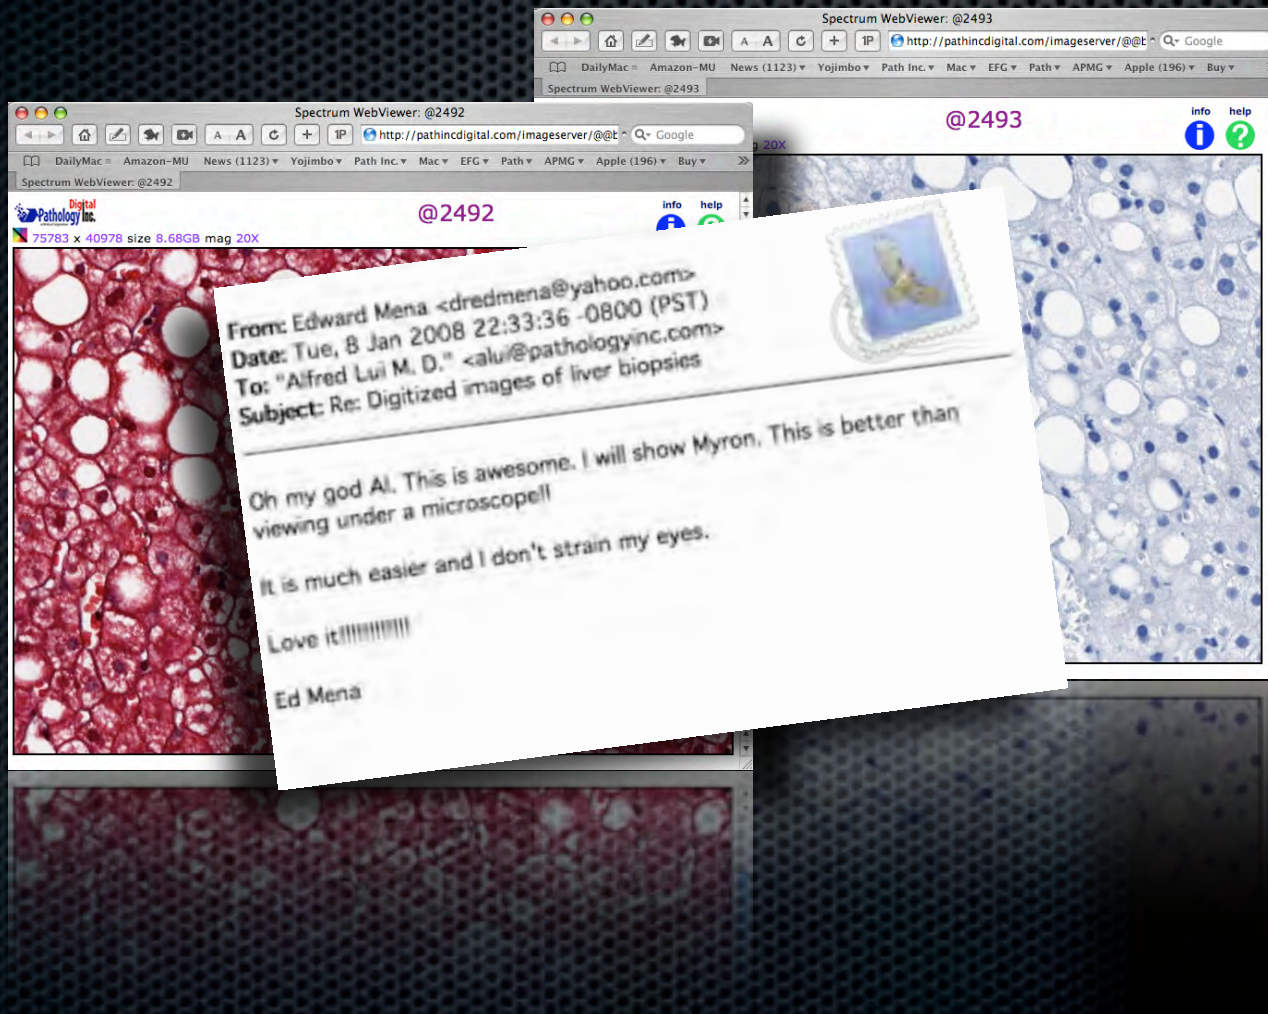 Spectrum WebViewer: @2493
A A
1P
http://pathincdigital.com/imageserver/@@b
Google
DailyMac Amazon-MU News (1123) Yojimbo Path Inc. Mac EFG Path APMG Apple (196) Buy
Spectrum WebViewer: @2493
@2493
info help
20X
Spectrum WebViewer: @2492
A A
1P
http://pathincdigital.com/imageserver/@@b
Google
DailyMac Amazon-MU News (1123) Yojimbo Path Inc. Mac EFG Path APMG Apple (196) Buy
Spectrum WebViewer: @2492
Digital
Pathology Inc.
@2492
info help
75783 x 40978 size 8.68GB mag 20X
From: Edward Mena <dredmena@yahoo.com>
Date: Tue, 8 Jan 2008 22:33:36 -0800 (PST)
To: "Alfred Lui M. D." <alui@pathologyinc.com>
Subject: Re: Digitized images of liver biopsies
Oh my god Al. This is awesome. I will show Myron. This is better than
viewing under a microscope!!
It is much easier and I don't strain my eyes.
Love it!!!!!!!!!!!!!
Ed Mena